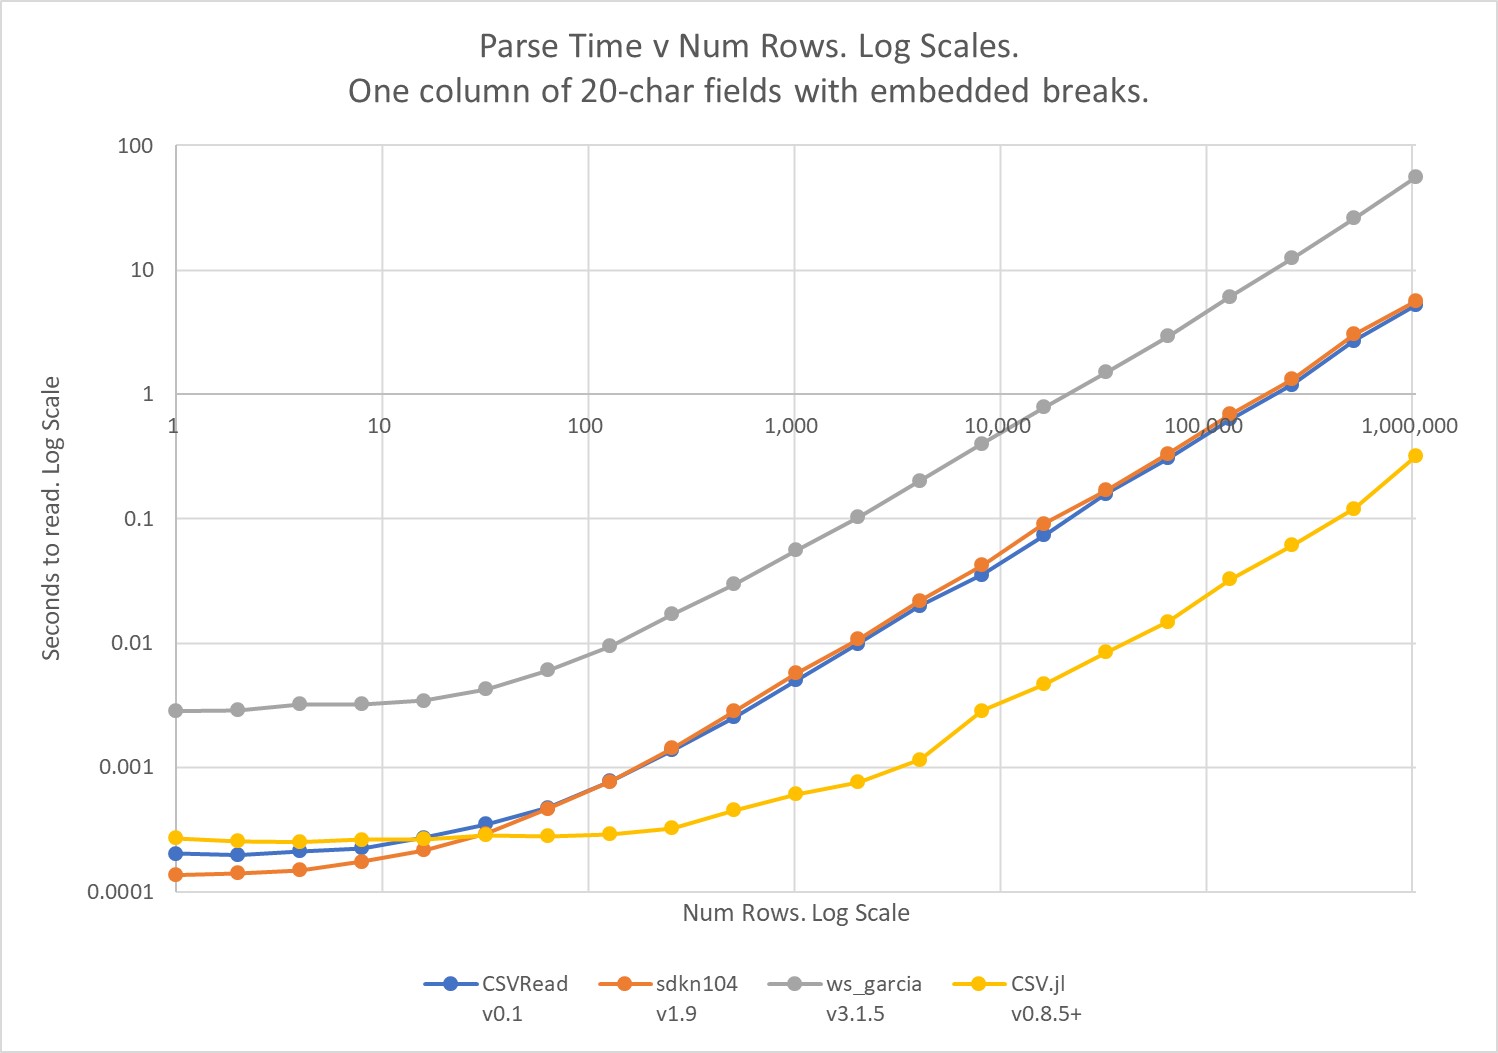 Parse Time v Num Rows. Log Scales.
One column of 20-char fields with embedded breaks.
Seconds to read. Log Scale
100
10
1
0.1
0.01
0.001
0.0001
1 10 100 1,000 10,000 100,000 1,000,000
Num Rows. Log Scale
CSVRead sdkn104 ws_garcia CSV.jl
v0.1 v1.9 v3.1.5 v0.8.5+